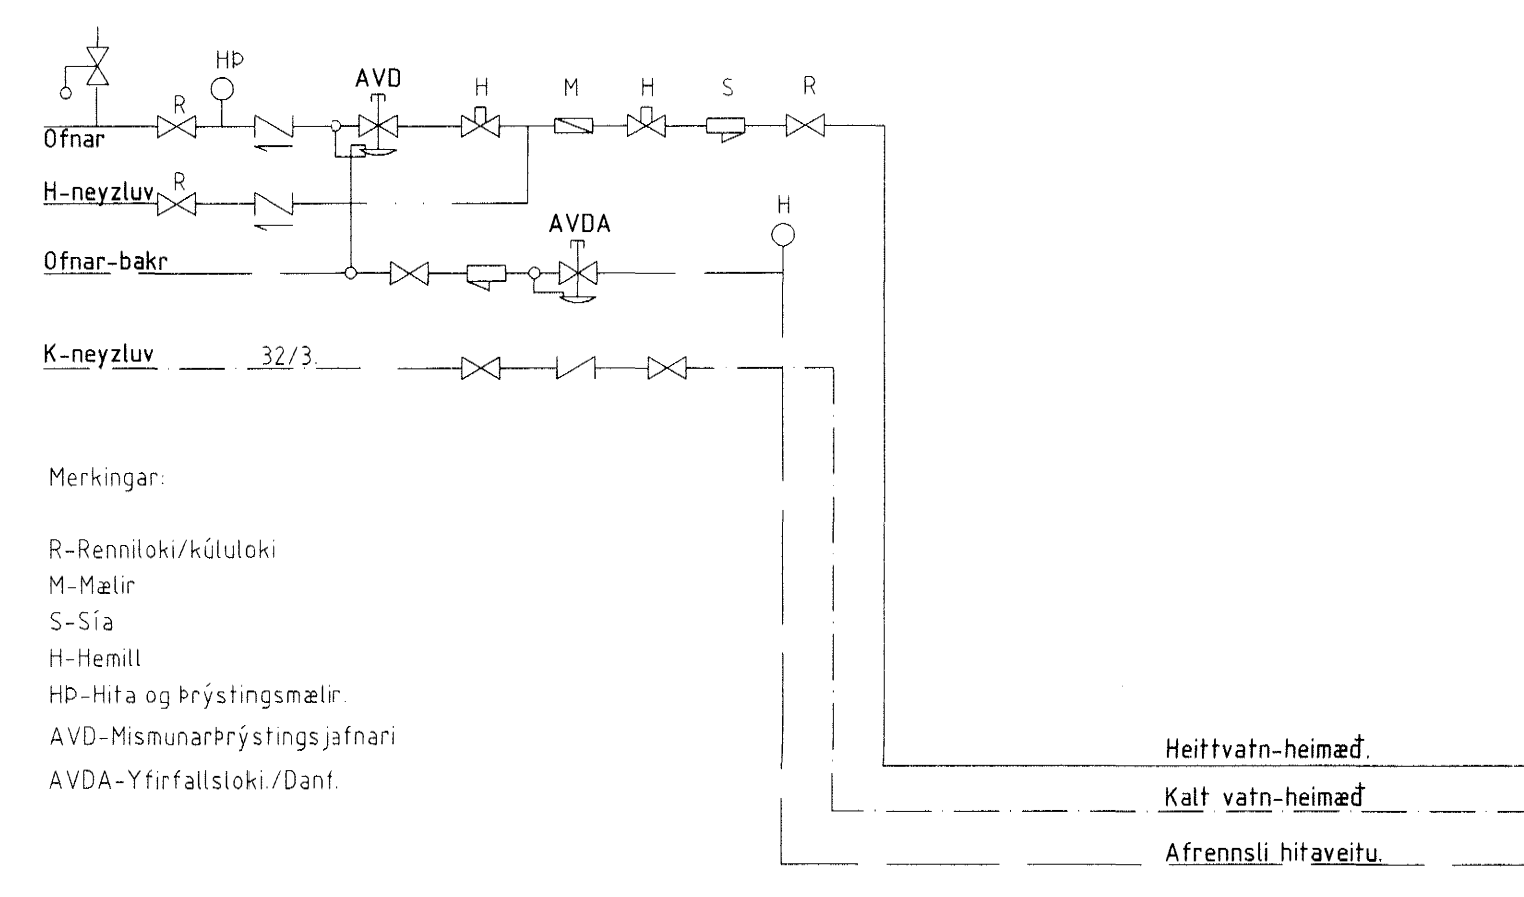 HÞ
AVD
H
M
H
S
R
R
Ofnar
R
H-neyzluv
H
AVDA
Ofnar-bakr
K-neyzluv 32/3.
Merkingar:
R-Renniloki/kúluloki
M-Mælir
S-Sía
H-Hemill
HÞ-Hita og Þrýstingsmælir.
AVD-MismunarÞrýstingsjafnari
AVDA-Yfirfallsloki./Danf.
Heittvatn-heimæð.
Kalt vatn-heimæð
Afrennsli hitaveitu.